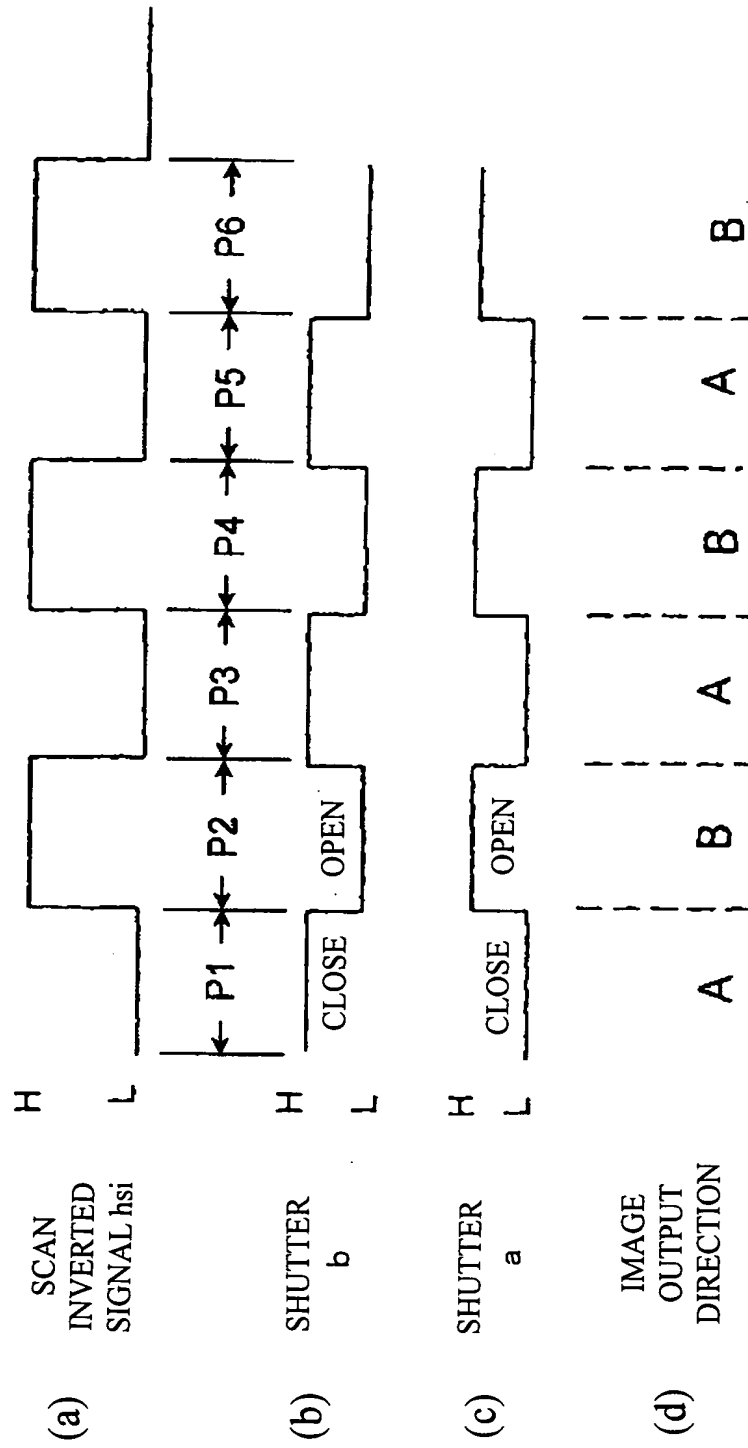 (a)
SCAN
INVERTED
SIGNAL hsi
H
L
P1
P2
P3
P4
P5
P6
(b)
SHUTTER
b
H
L
CLOSE
OPEN
(c)
SHUTTER
a
H
L
CLOSE
OPEN
(d)
IMAGE
OUTPUT
DIRECTION
A
B
A
B
A
B